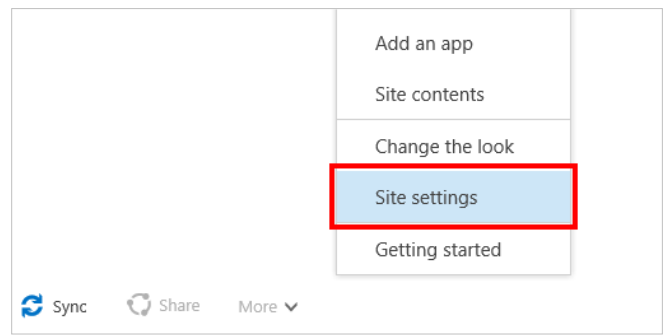 Add an app
Site contents
Change the look
Site settings
Getting started
Sync Share More